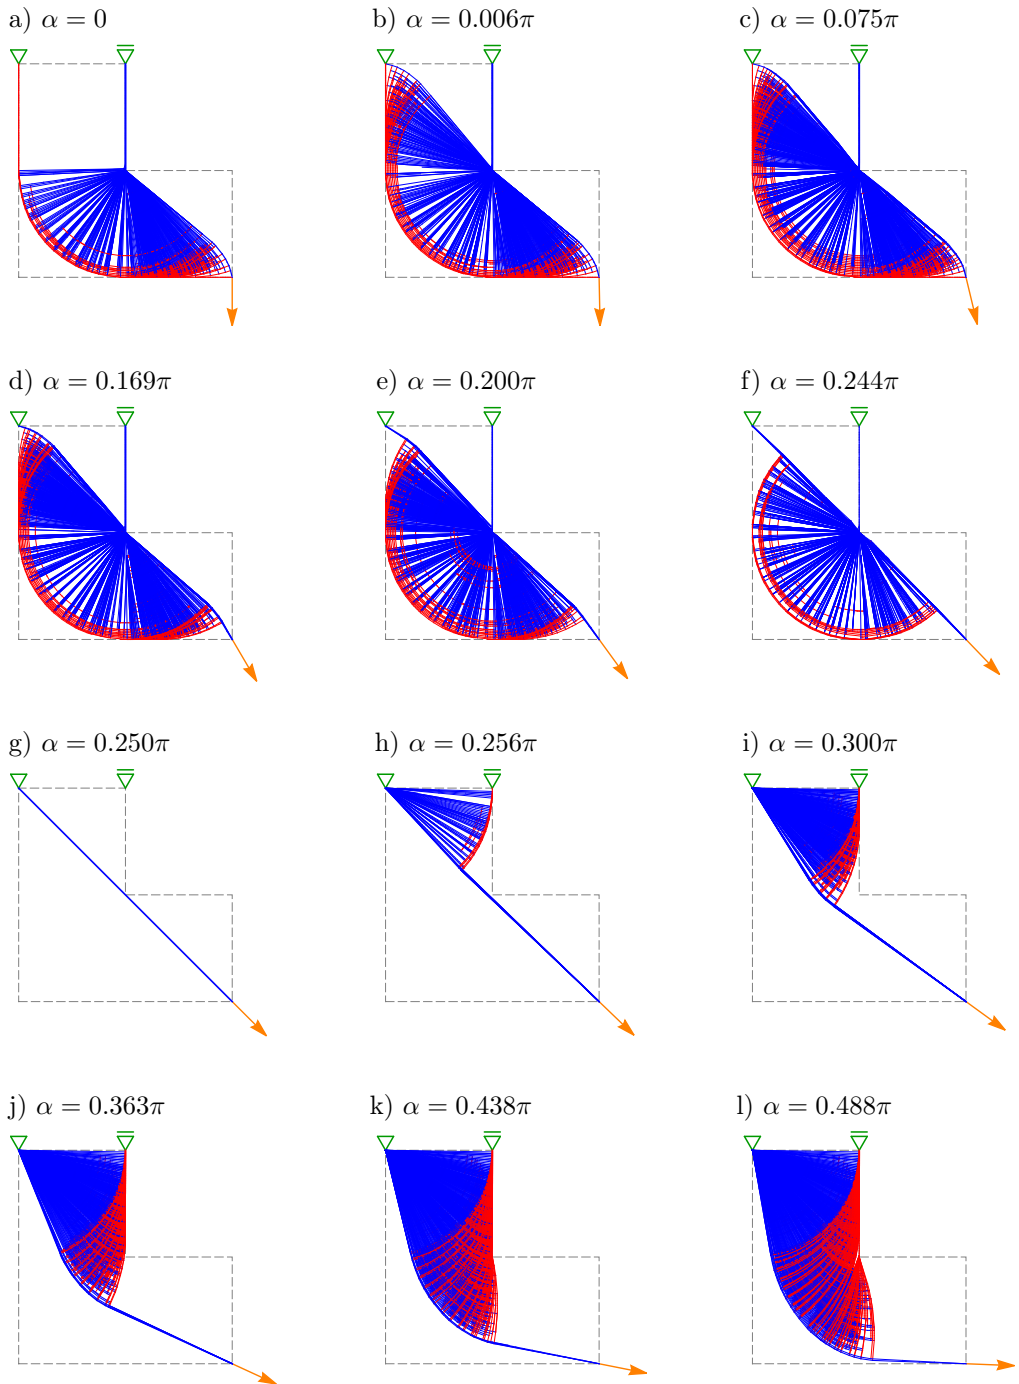 a) α = 0
b) α = 0.006π
c) α = 0.075π
d) α = 0.169π
e) α = 0.200π
f) α = 0.244π
g) α = 0.250π
h) α = 0.256π
i) α = 0.300π
j) α = 0.363π
k) α = 0.438π
l) α = 0.488π